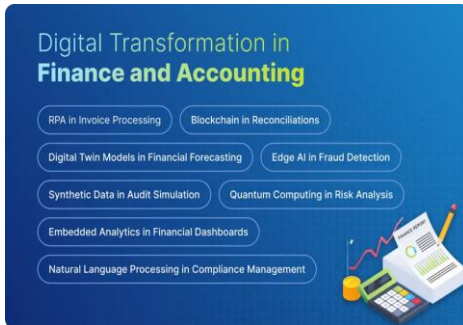 Digital Transformation in
Finance and Accounting
RPA in Invoice Processing
Blockchain in Reconciliations
Digital Twin Models in Financial Forecasting
Edge AI in Fraud Detection
Synthetic Data in Audit Simulation
Quantum Computing in Risk Analysis
Embedded Analytics in Financial Dashboards
Natural Language Processing in Compliance Management
FINANCE REPORT